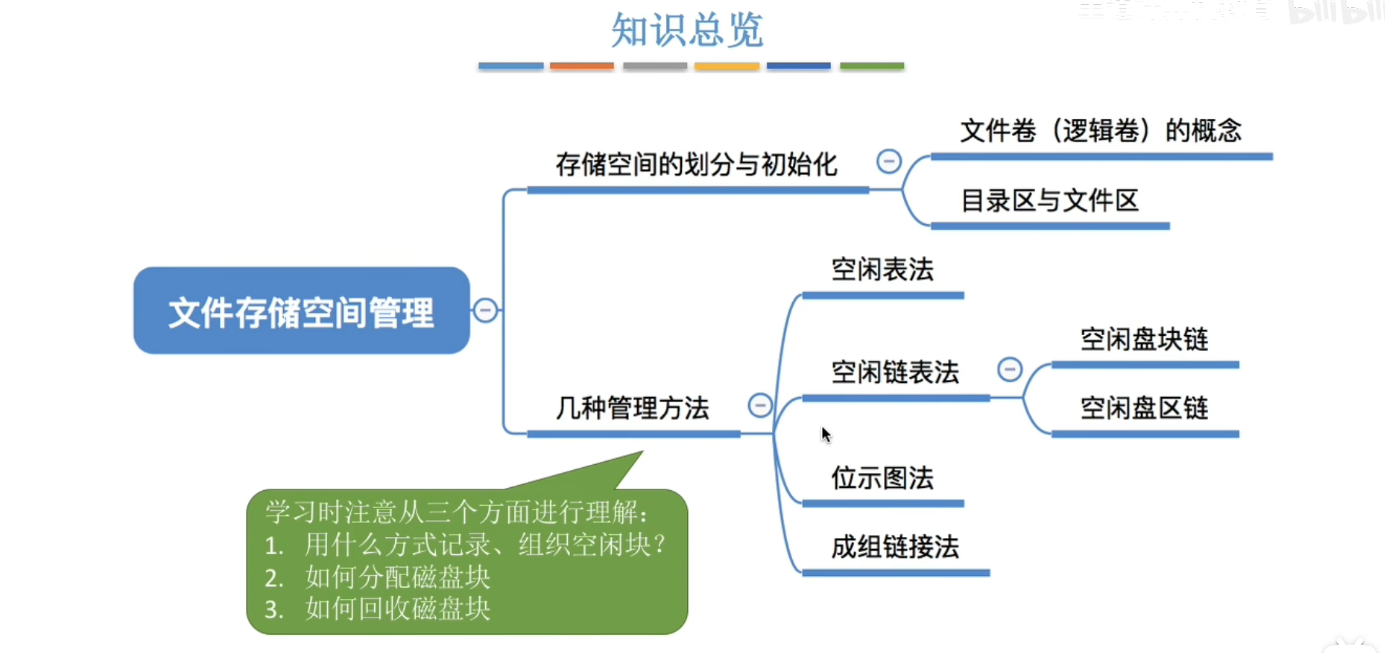 知识总览
文件卷（逻辑卷）的概念
存储空间的划分与初始化
目录区与文件区
空闲表法
文件存储空间管理
空闲盘块链
空闲链表法
几种管理方法
空闲盘区链
位示图法
成组链接法
学习时注意从三个方面进行理解：
1. 用什么方式记录、组织空闲块？
2. 如何分配磁盘块
3. 如何回收磁盘块
bilibili